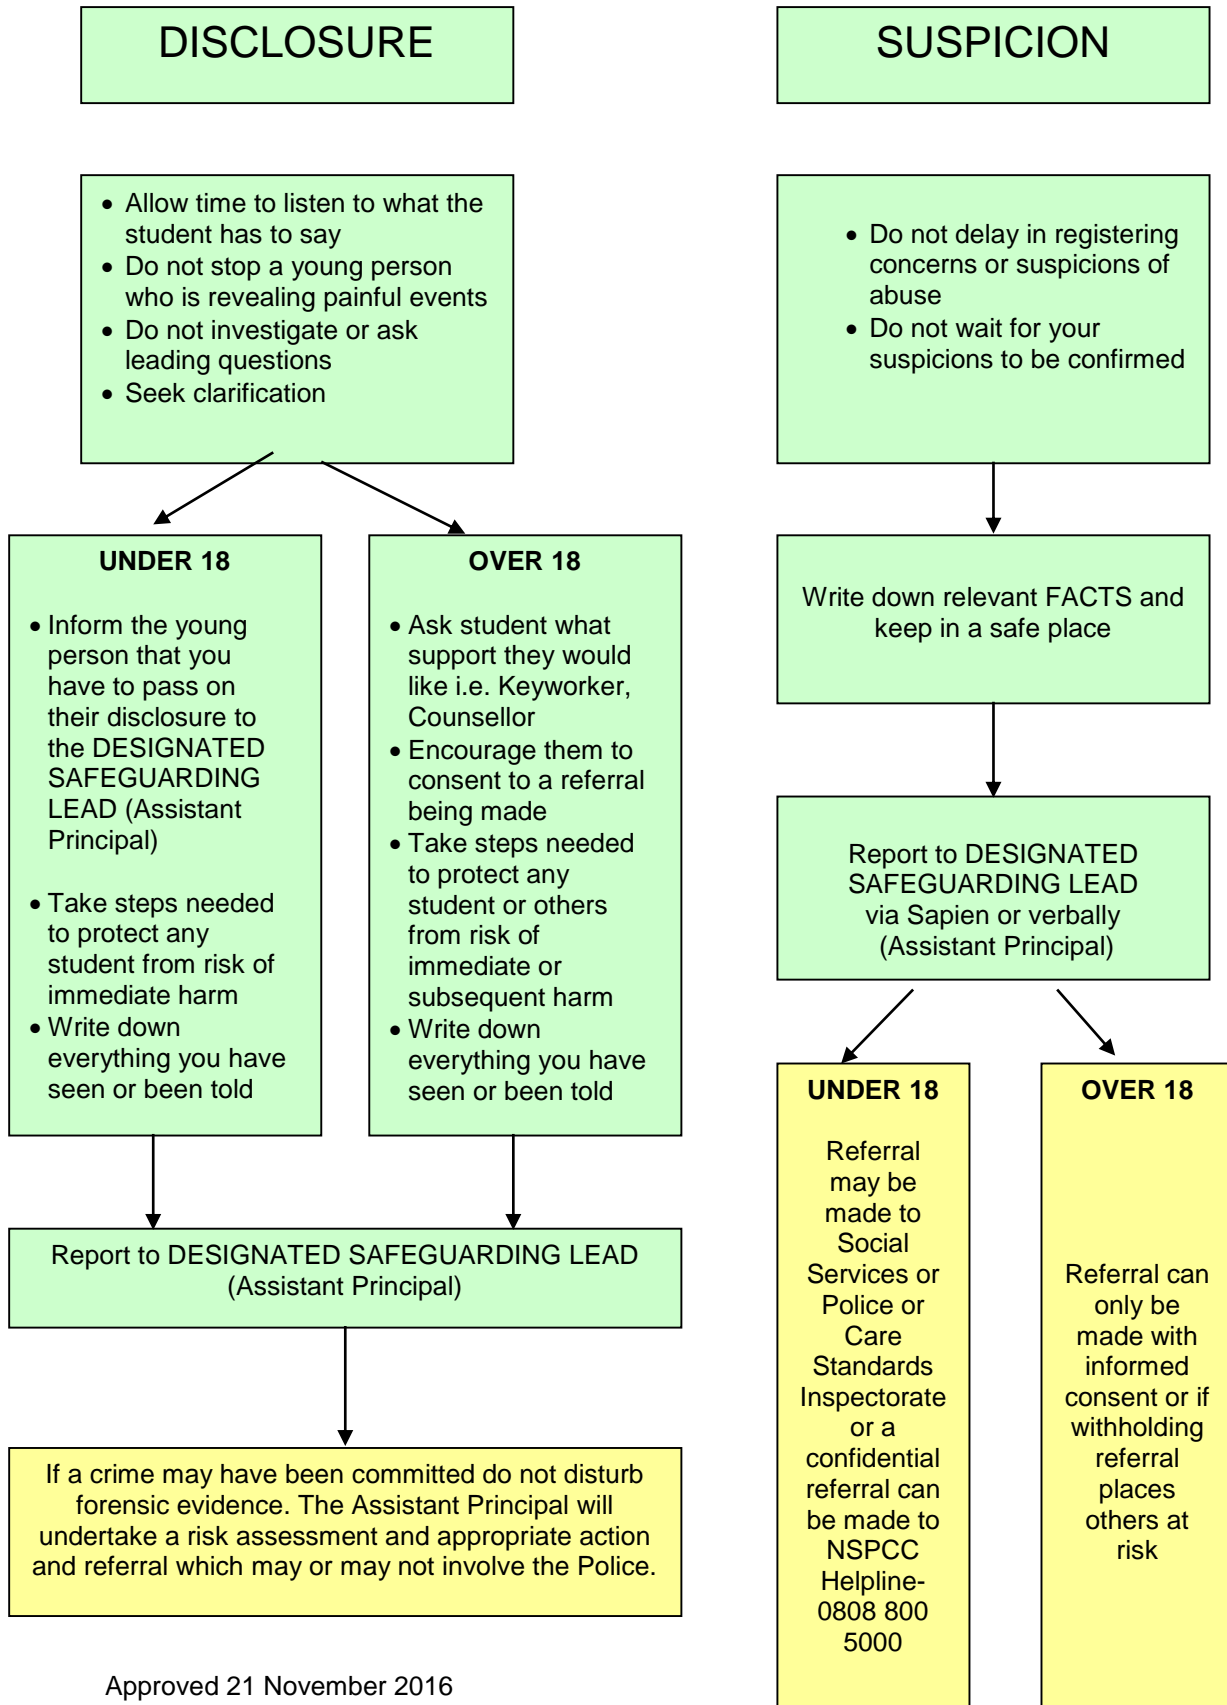 DISCLOSURE
• Allow time to listen to what the
student has to say
• Do not stop a young person
who is revealing painful events
• Do not investigate or ask
leading questions
• Seek clarification
UNDER 18
• Inform the young
person that you
have to pass on
their disclosure to
the DESIGNATED
SAFEGUARDING
LEAD (Assistant
Principal)
• Take steps needed
to protect any
student from risk of
immediate harm
• Write down
everything you have
seen or been told
OVER 18
• Ask student what
support they would
like i.e. Keyworker,
Counsellor
• Encourage them to
consent to a referral
being made
• Take steps needed
to protect any
student or others
from risk of
immediate or
subsequent harm
• Write down
everything you have
seen or been told
Report to DESIGNATED SAFEGUARDING LEAD
(Assistant Principal)
If a crime may have been committed do not disturb
forensic evidence. The Assistant Principal will
undertake a risk assessment and appropriate action
and referral which may or may not involve the Police.
SUSPICION
• Do not delay in registering
concerns or suspicions of
abuse
• Do not wait for your
suspicions to be confirmed
Write down relevant FACTS and
keep in a safe place
Report to DESIGNATED
SAFEGUARDING LEAD
via Sapien or verbally
(Assistant Principal)
UNDER 18
Referral
may be
made to
Social
Services or
Police or
Care
Standards
Inspectorate
or a
confidential
referral can
be made to
NSPCC
Helpline-
0808 800
5000
OVER 18
Referral can
only be
made with
informed
consent or if
withholding
referral
places
others at
risk
Approved 21 November 2016